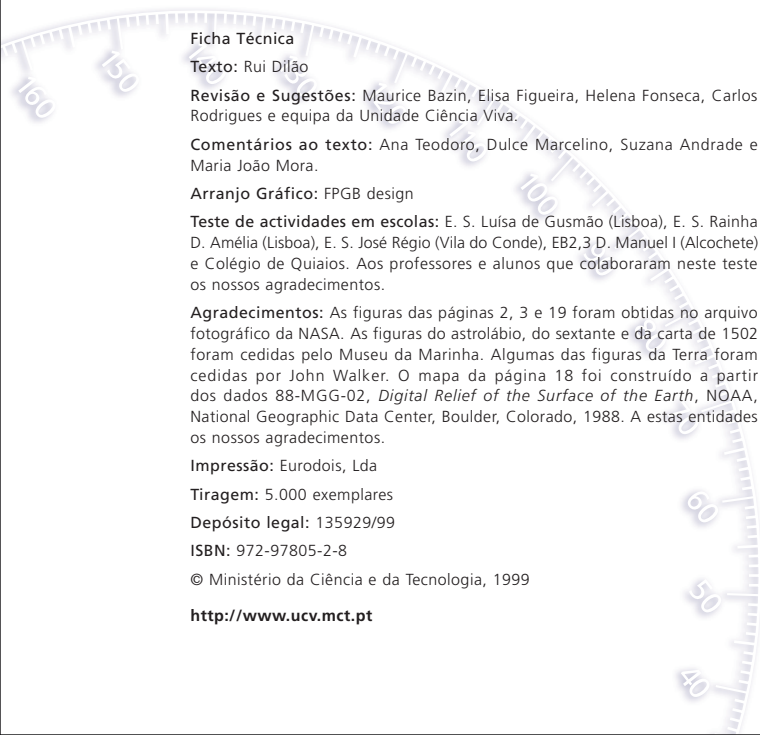 Ficha Técnica
Texto: Rui Dilão
Revisão e Sugestões: Maurice Bazin, Elisa Figueira, Helena Fonseca, Carlos
Rodrigues e equipa da Unidade Ciência Viva.
Comentários ao texto: Ana Teodoro, Dulce Marcelino, Suzana Andrade e
Maria João Mora.
Arranjo Gráfico: FPGB design
Teste de actividades em escolas: E. S. Luísa de Gusmão (Lisboa), E. S. Rainha
D. Amélia (Lisboa), E. S. José Régio (Vila do Conde), EB2,3 D. Manuel I (Alcochete)
e Colégio de Quiaios. Aos professores e alunos que colaboraram neste teste
os nossos agradecimentos.
Agradecimentos: As figuras das páginas 2, 3 e 19 foram obtidas no arquivo
fotográfico da NASA. As figuras do astrolábio, do sextante e da carta de 1502
foram cedidas pelo Museu da Marinha. Algumas das figuras da Terra foram
cedidas por John Walker. O mapa da página 18 foi construído a partir
dos dados 88-MGG-02, Digital Relief of the Surface of the Earth, NOAA,
National Geographic Data Center, Boulder, Colorado, 1988. A estas entidades
os nossos agradecimentos.
Impressão: Eurodois, Lda
Tiragem: 5.000 exemplares
Depósito legal: 135929/99
ISBN: 972-97805-2-8
© Ministério da Ciência e da Tecnologia, 1999
http://www.ucv.mct.pt
160
150
140
130
120
110
100
90
80
70
60
50
40